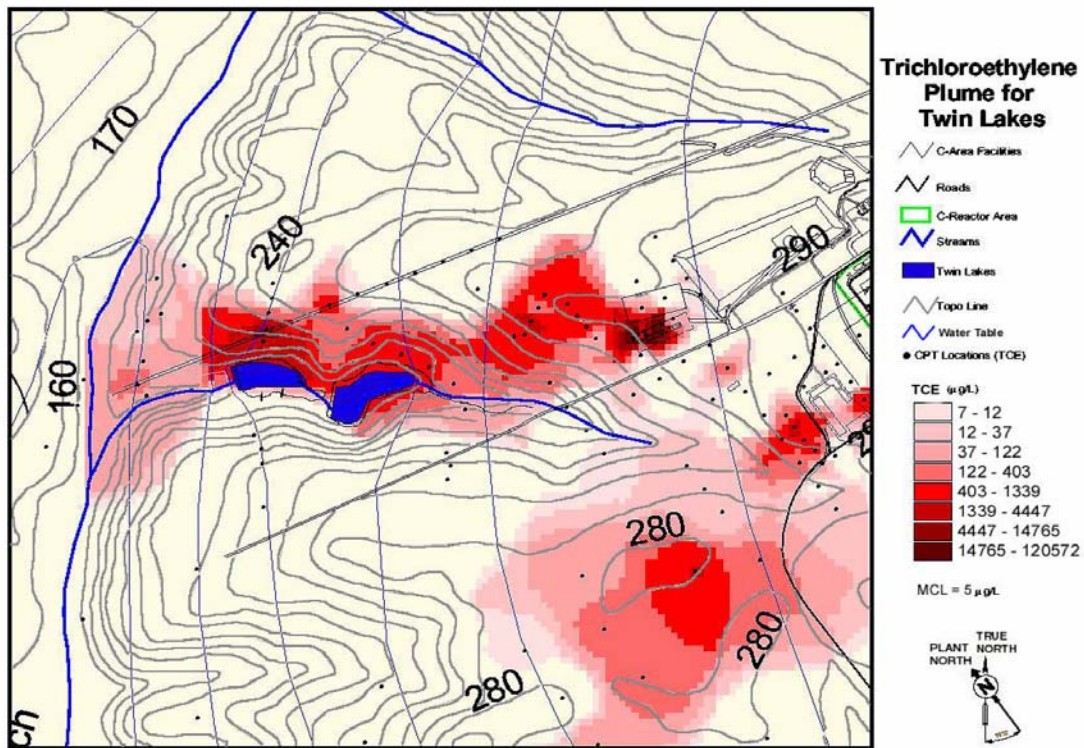 170
240
290
160
280
280
280
ch
Trichloroethylene
Plume for
Twin Lakes
C-Area Facilities
Roads
C-Reactor Area
Streams
Twin Lakes
Topo Line
Water Table
CPT Locations (TCE)
TCE (µg/L)
7 - 12
12 - 37
37 - 122
122 - 403
403 - 1339
1339 - 4447
4447 - 14765
14765 - 120572
MCL = 5 µg/L
PLANT NORTH
TRUE NORTH
N